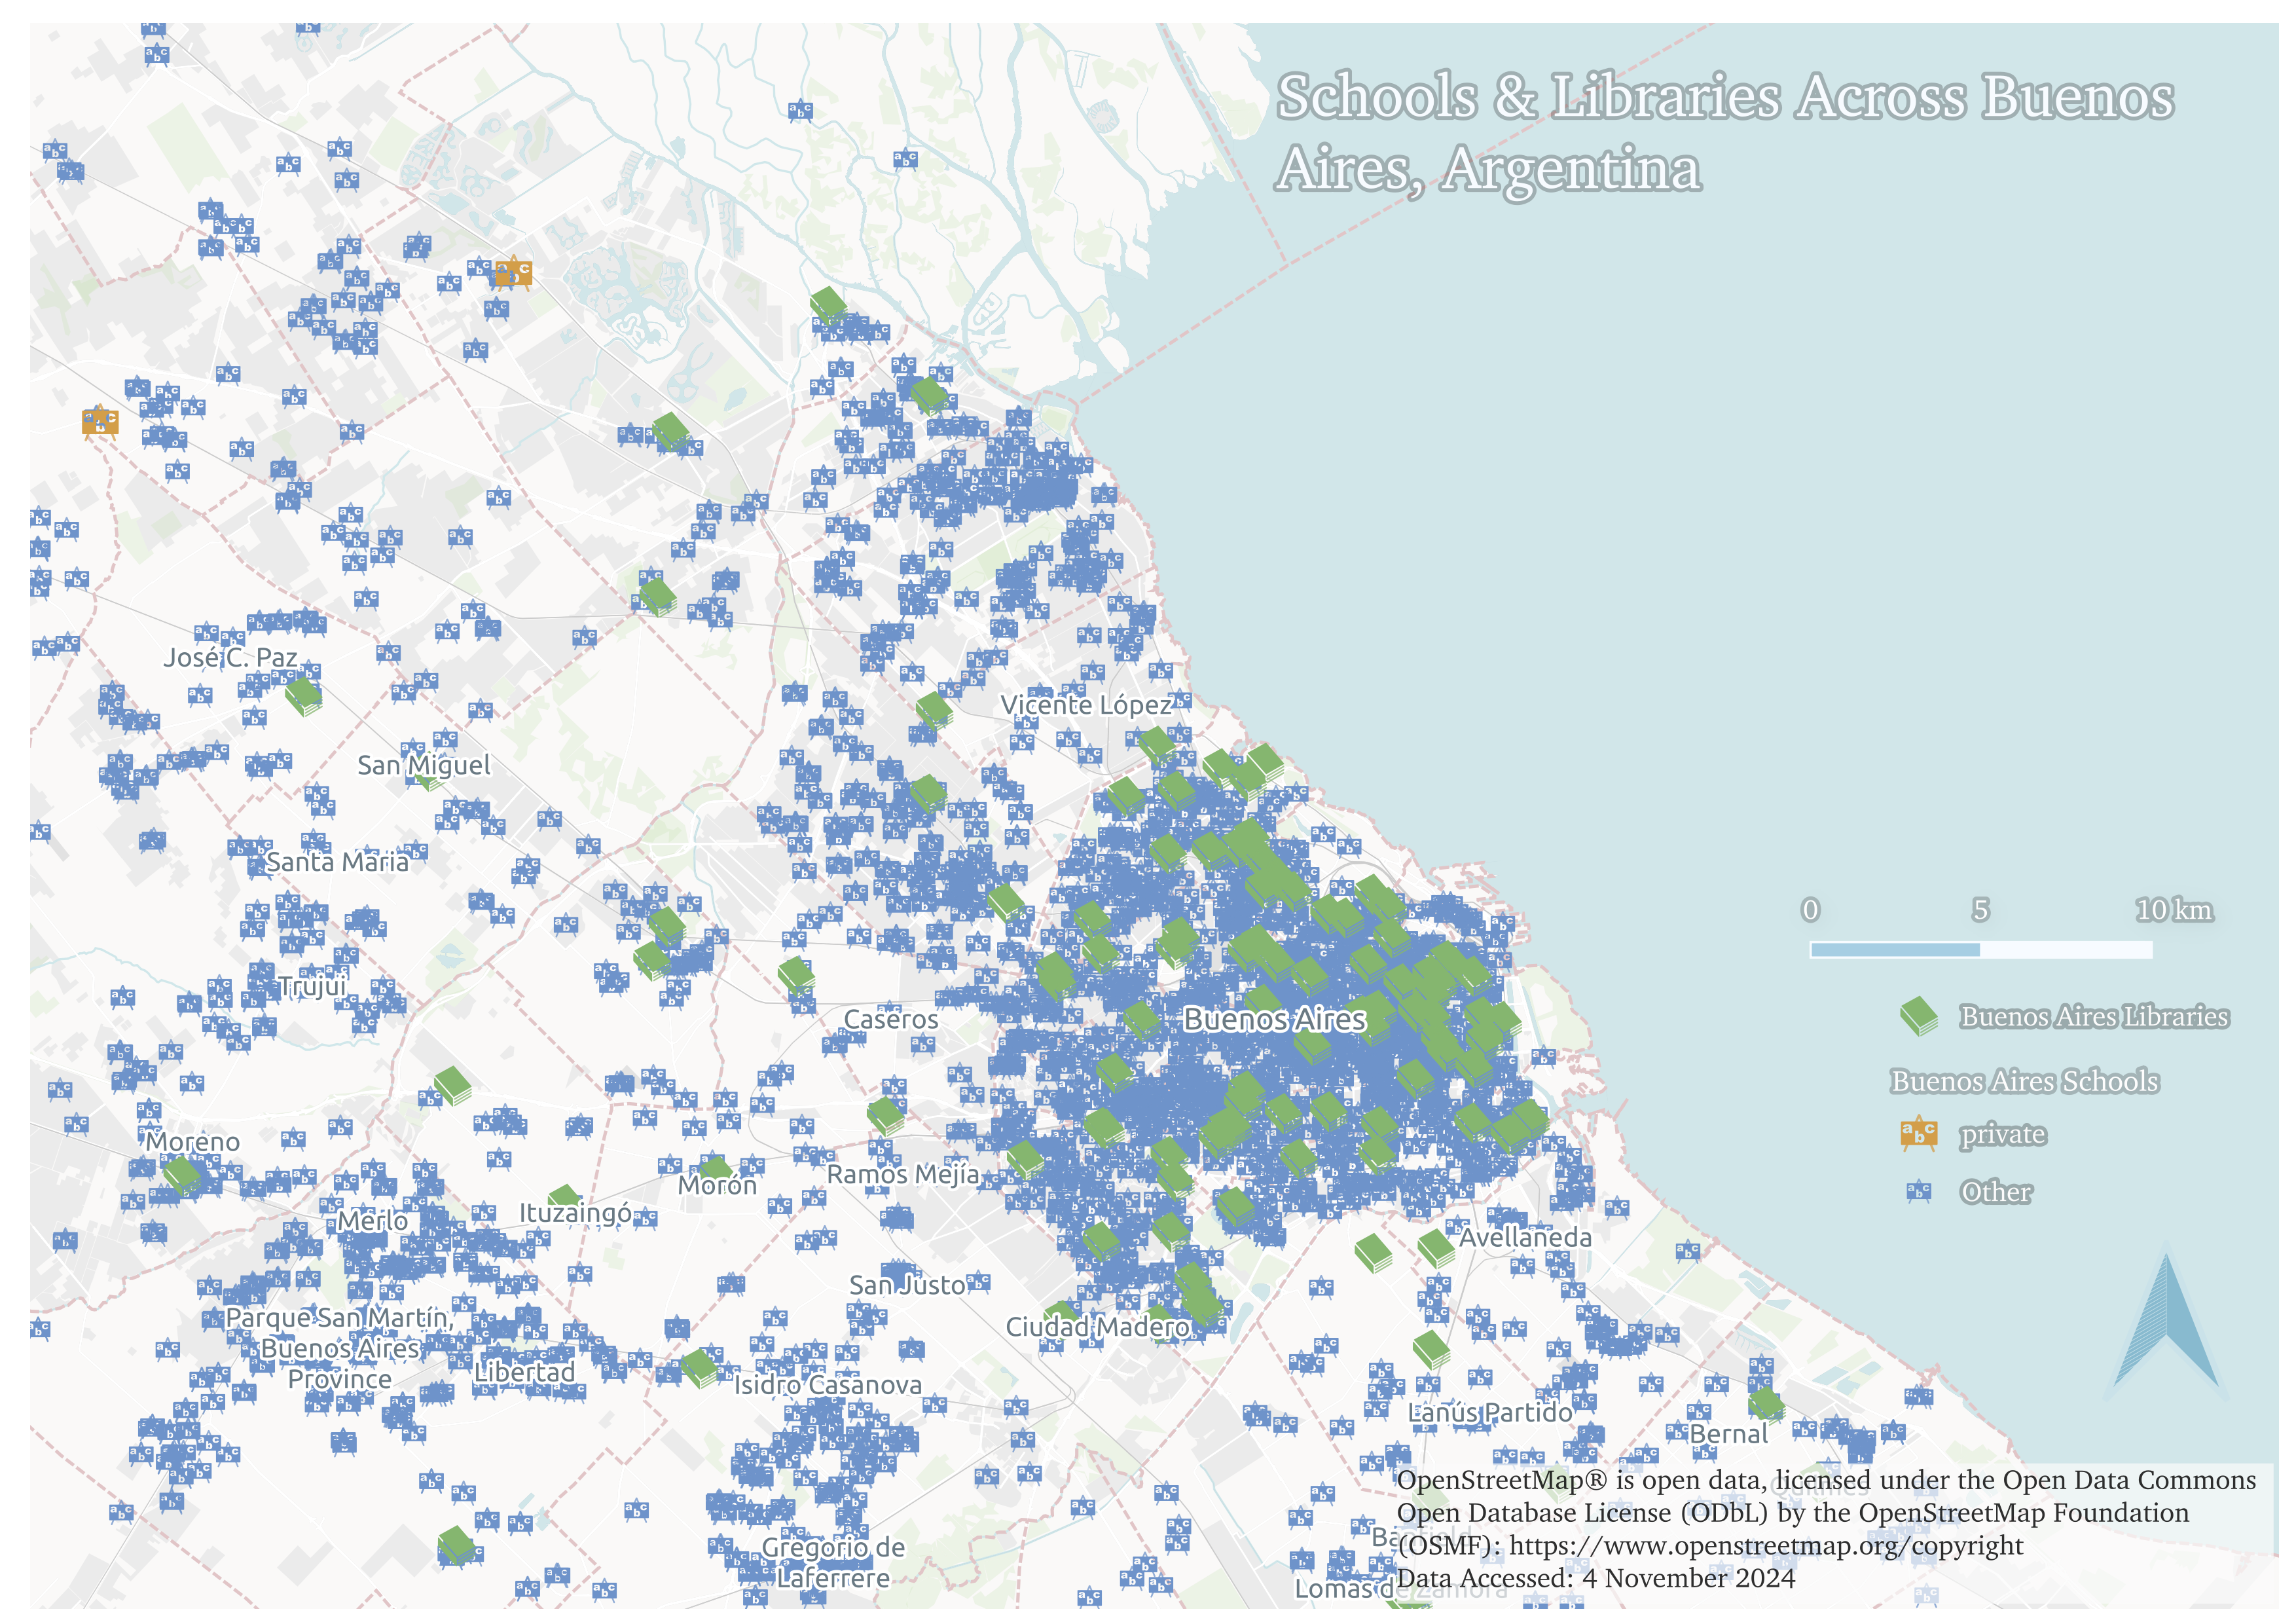 Schools & Libraries Across Buenos
Aires, Argentina
José C. Paz
Vicente López
San Miguel
Santa Maria
0 5 10 km
Trujui
Caseros
Buenos Aires
Buenos Aires Libraries
Buenos Aires Schools
private
Other
Moreno
Ramos Mejía
Morón
Ituzaingó
Merlo
Avellaneda
San Justo
Parque San Martín,
Buenos Aires
Province
Ciudad Madero
Libertad
Isidro Casanova
Lanús Partido
Bernal
OpenStreetMap® is open data, licensed under the Open Data Commons
Open Database License (ODbL) by the OpenStreetMap Foundation
(OSMF): https://www.openstreetmap.org/copyright
Data Accessed: 4 November 2024
Quilmes
Banfield
Gregorio de
Laferrere
Lomas de Zamora